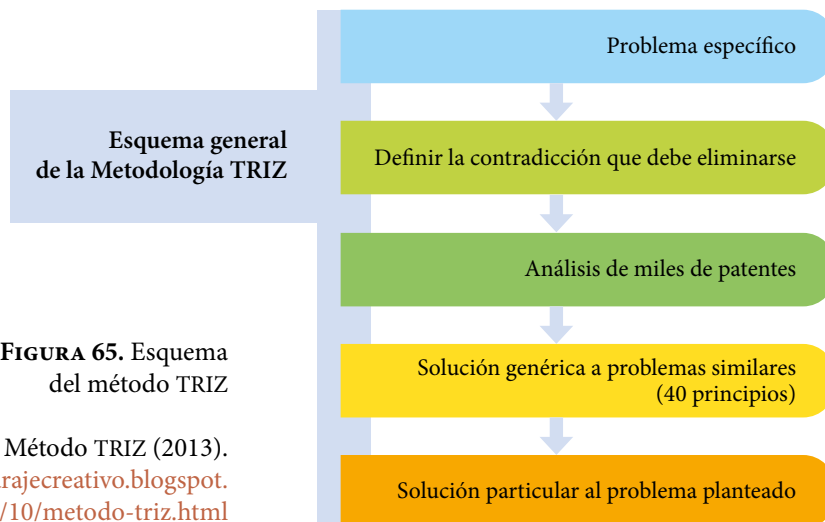 Problema específico
Esquema general
de la Metodología TRIZ
Definir la contradicción que debe eliminarse
Análisis de miles de patentes
Solución genérica a problemas similares
(40 principios)
Solución particular al problema planteado
FIGURA 65. Esquema
del método TRIZ
Método TRIZ (2013).
rajecreativo.blogspot.
/10/metodo-triz.html